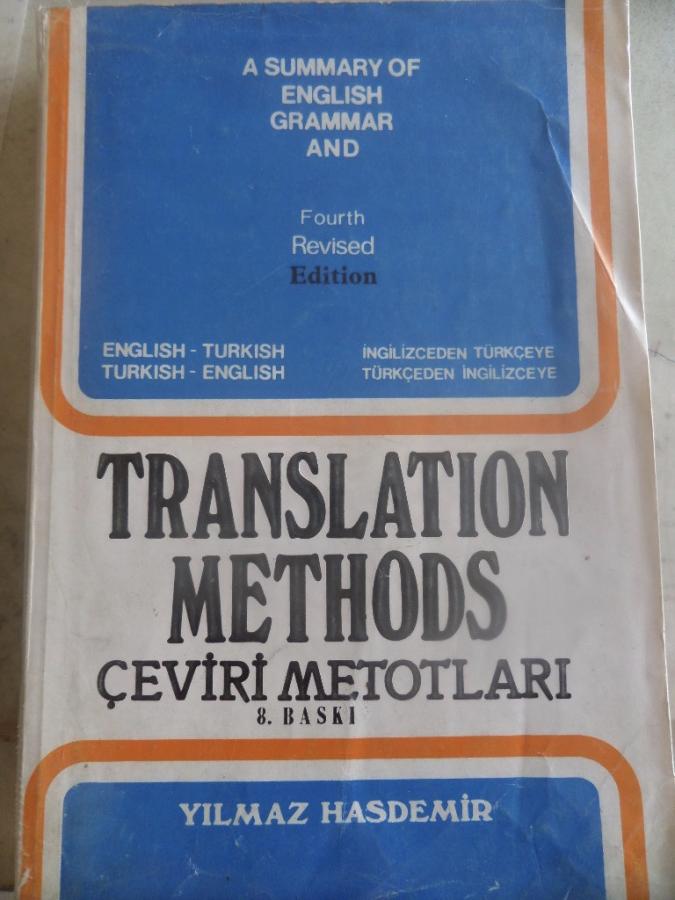 A SUMMARY OF
ENGLISH
GRAMMAR
AND
Fourth
Revised
Edition
ENGLISH - TURKISH
TURKISH - ENGLISH
İNGİLİZCEDEN TÜRKÇEYE
TÜRKÇEDEN İNGİLİZCEYE
TRANSLATION
METHODS
ÇEVİRİ METOTLARI
8. BASKI
YILMAZ HASDEMİR